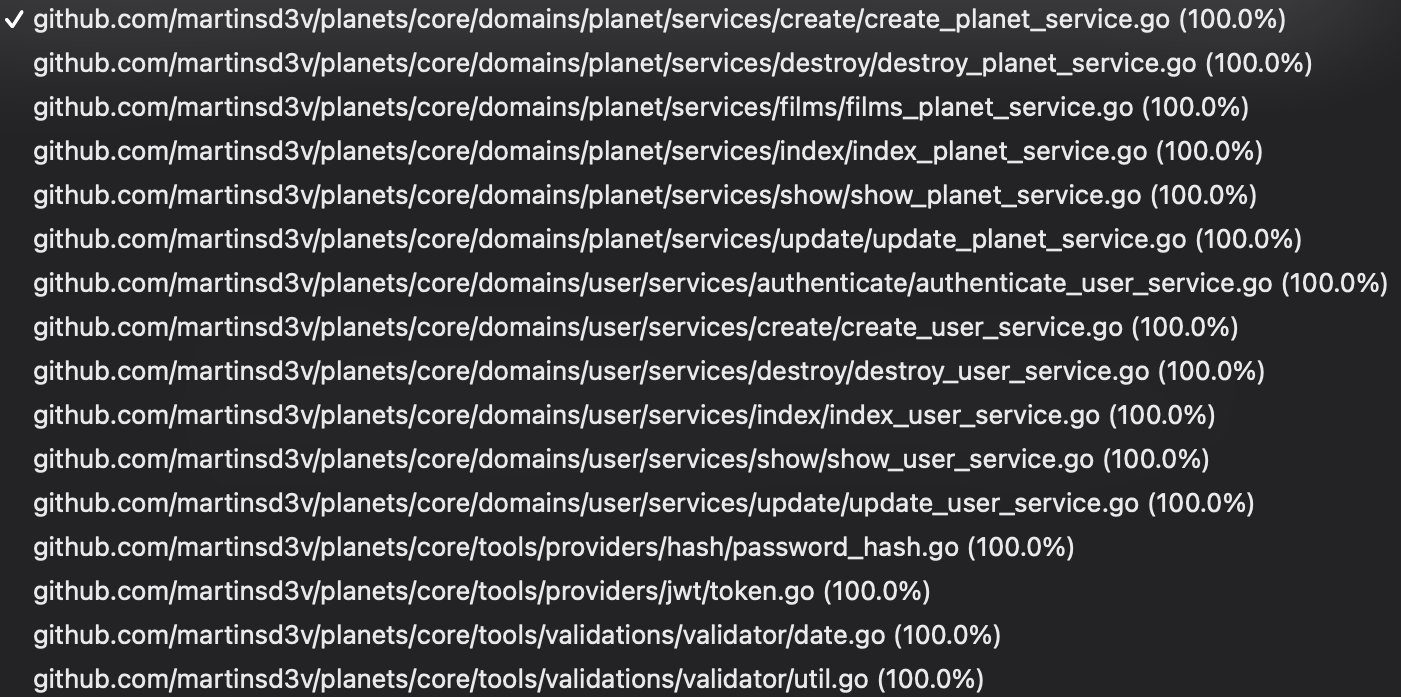 ✓ github.com/martinsd3v/planets/core/domains/planet/services/create/create_planet_service.go (100.0%)
github.com/martinsd3v/planets/core/domains/planet/services/destroy/destroy_planet_service.go (100.0%)
github.com/martinsd3v/planets/core/domains/planet/services/films/films_planet_service.go (100.0%)
github.com/martinsd3v/planets/core/domains/planet/services/index/index_planet_service.go (100.0%)
github.com/martinsd3v/planets/core/domains/planet/services/show/show_planet_service.go (100.0%)
github.com/martinsd3v/planets/core/domains/planet/services/update/update_planet_service.go (100.0%)
github.com/martinsd3v/planets/core/domains/user/services/authenticate/authenticate_user_service.go (100.0%)
github.com/martinsd3v/planets/core/domains/user/services/create/create_user_service.go (100.0%)
github.com/martinsd3v/planets/core/domains/user/services/destroy/destroy_user_service.go (100.0%)
github.com/martinsd3v/planets/core/domains/user/services/index/index_user_service.go (100.0%)
github.com/martinsd3v/planets/core/domains/user/services/show/show_user_service.go (100.0%)
github.com/martinsd3v/planets/core/domains/user/services/update/update_user_service.go (100.0%)
github.com/martinsd3v/planets/core/tools/providers/hash/password_hash.go (100.0%)
github.com/martinsd3v/planets/core/tools/providers/jwt/token.go (100.0%)
github.com/martinsd3v/planets/core/tools/validations/validator/date.go (100.0%)
github.com/martinsd3v/planets/core/tools/validations/validator/util.go (100.0%)